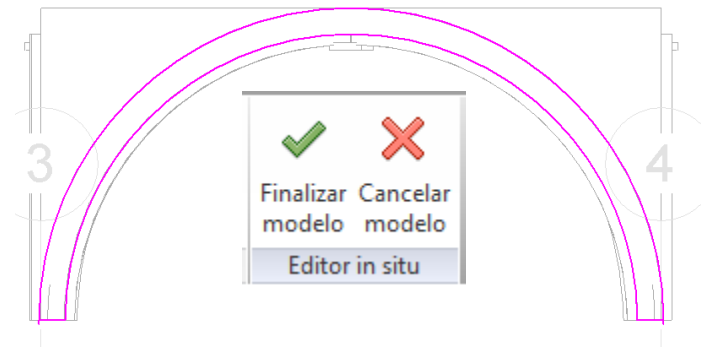 3
4
Finalizar Cancelar
modelo modelo
Editor in situ